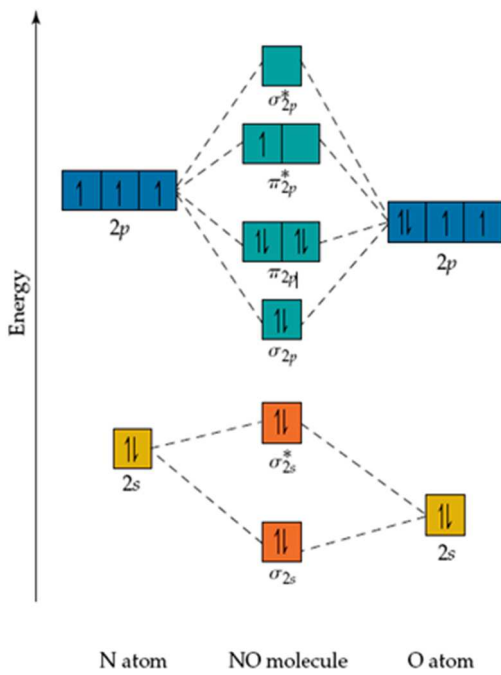 σ*2p
π*2p
2p
2p
π2p
σ2p
Energy
σ*2s
2s
2s
σ2s
N atom NO molecule O atom